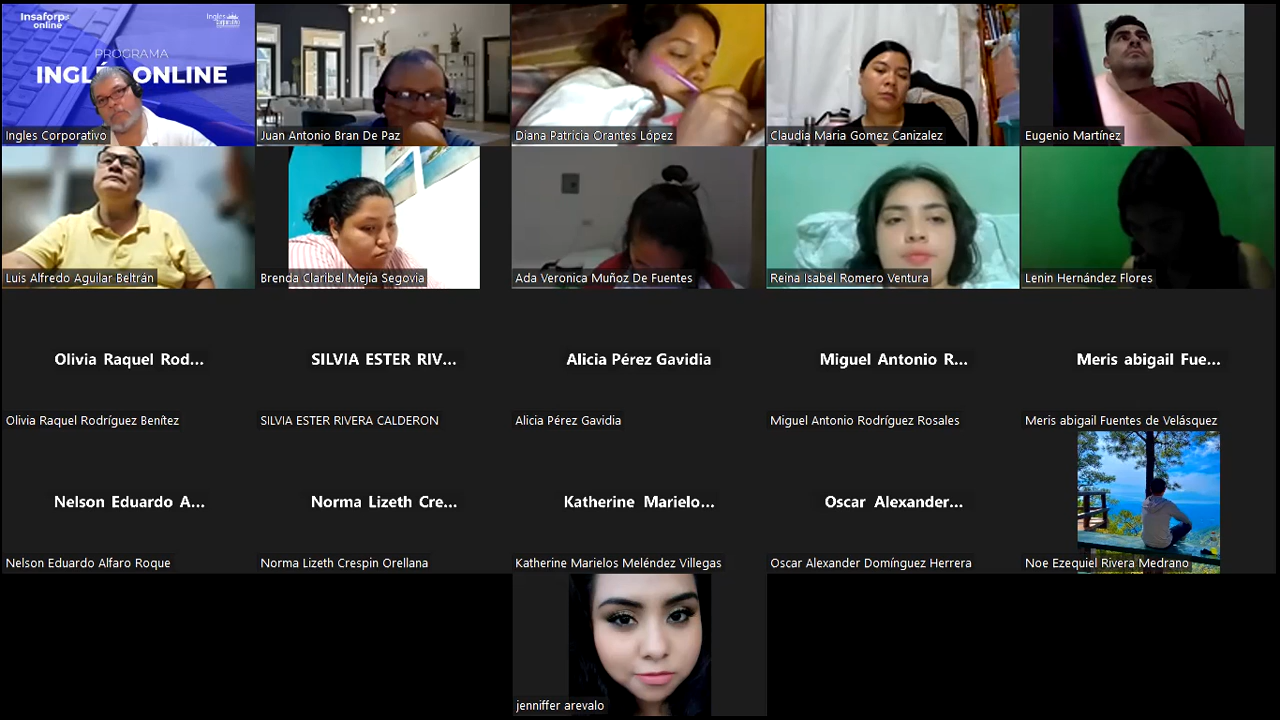 Insaforp
online
Inglés
corporativo
PROGRAMA
INGLÉS ONLINE
Ingles Corporativo
Juan Antonio Bran De Paz
Diana Patricia Orantes López
Claudia Maria Gomez Canizalez
Eugenio Martínez
Luis Alfredo Aguilar Beltrán
Brenda Claribel Mejía Segovia
Ada Veronica Muñoz De Fuentes
Reina Isabel Romero Ventura
Lenin Hernández Flores
Olivia Raquel Rod...
SILVIA ESTER RIV...
Alicia Pérez Gavidia
Miguel Antonio R...
Meris abigail Fue...
Olivia Raquel Rodríguez Benítez
SILVIA ESTER RIVERA CALDERON
Alicia Pérez Gavidia
Miguel Antonio Rodríguez Rosales
Meris abigail Fuentes de Velásquez
Nelson Eduardo A...
Norma Lizeth Cre...
Katherine Marielo...
Oscar Alexander...
Nelson Eduardo Alfaro Roque
Norma Lizeth Crespin Orellana
Katherine Marielos Meléndez Villegas
Oscar Alexander Domínguez Herrera
Noe Ezequiel Rivera Medrano
jenniffer arevalo